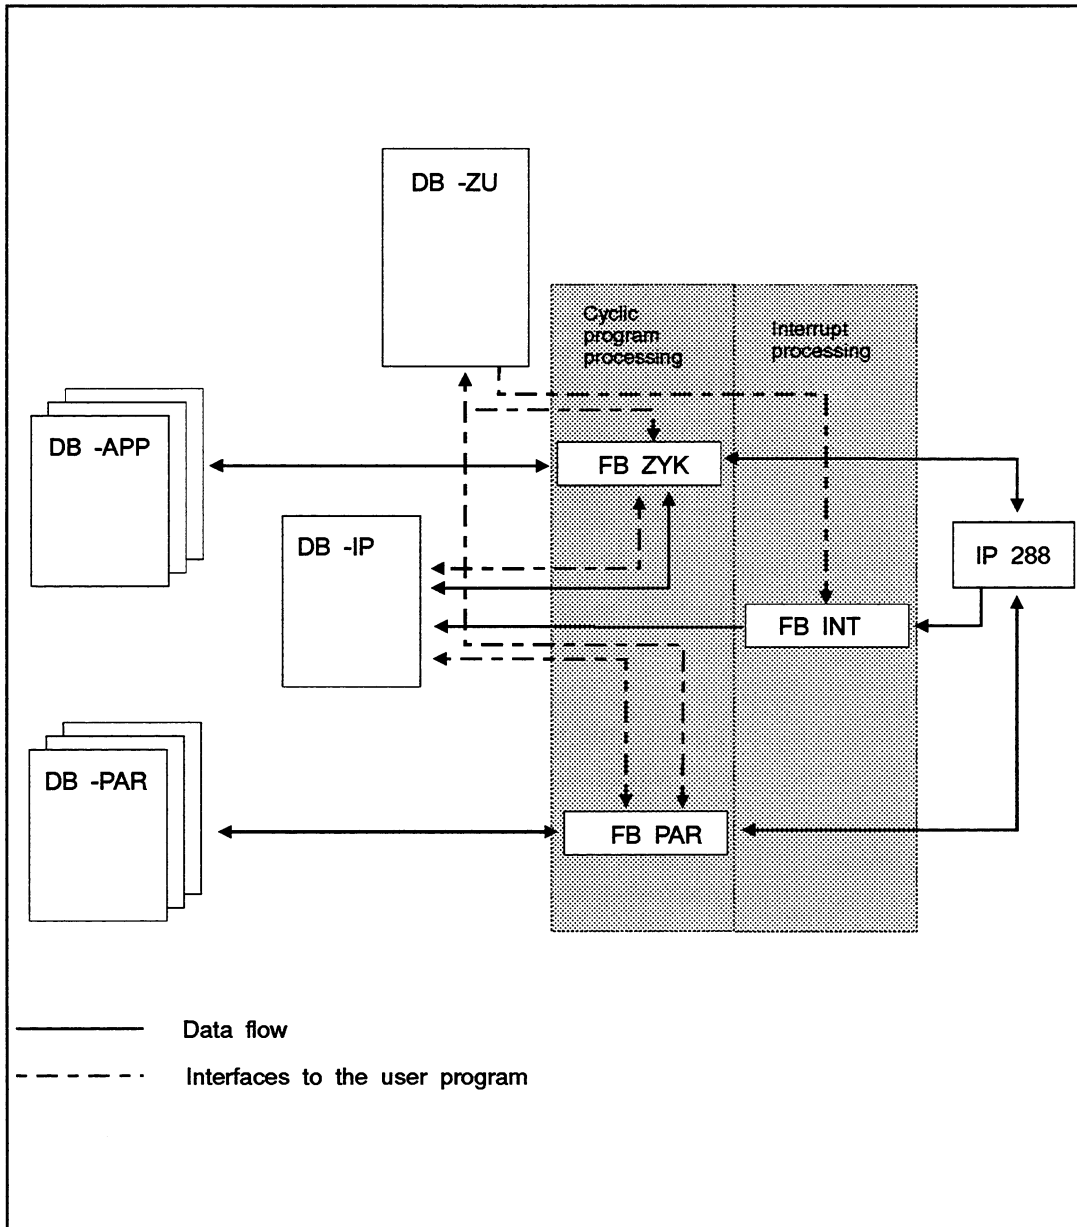 DB -ZU
Cyclic
program
processing
Interrupt
processing
DB -APP
FB ZYK
DB -IP
IP 288
FB INT
DB -PAR
FB PAR
Data flow
Interfaces to the user program